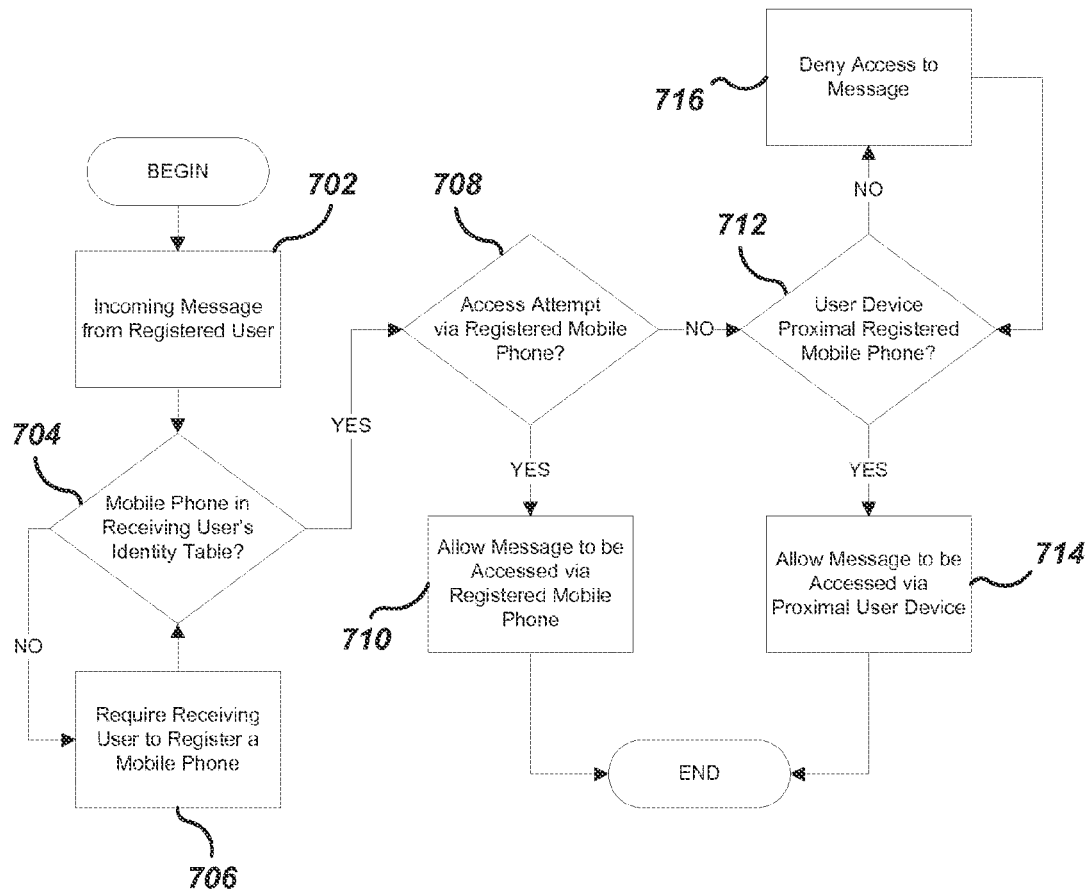 BEGIN
702
Incoming Message
from Registered User
704
Mobile Phone in
Receiving User's
Identity Table?
NO
YES
Require Receiving
User to Register a
Mobile Phone
706
708
Access Attempt
via Registered Mobile
Phone?
NO
YES
Allow Message to be
Accessed via
Registered Mobile
Phone
710
712
User Device
Proximal Registered
Mobile Phone?
NO
Deny Access to
Message
716
YES
Allow Message to be
Accessed via
Proximal User Device
714
END